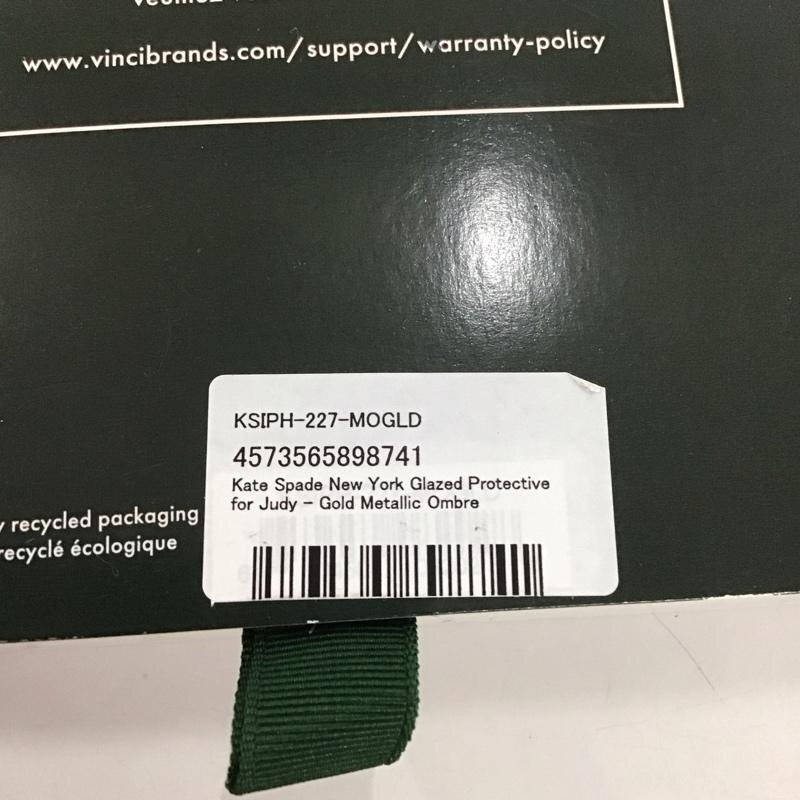 www.vincibrands.com/support/warranty-policy
KSIPH-227-MOGLD
4573565898741
Kate Spade New York Glazed Protective
for Judy - Gold Metallic Ombre
recycled packaging
recyclé écologique